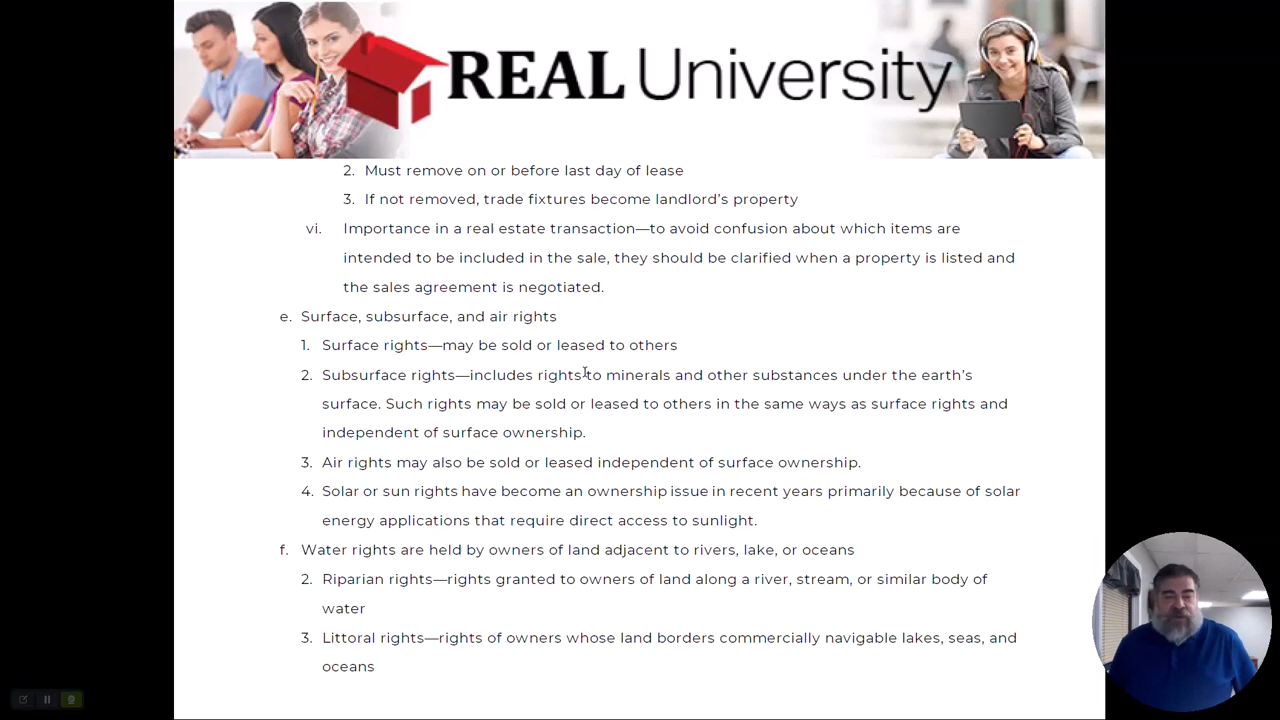 REAL University
2. Must remove on or before last day of lease
3. If not removed, trade fixtures become landlord's property
vi. Importance in a real estate transaction—to avoid confusion about which items are
intended to be included in the sale, they should be clarified when a property is listed and
the sales agreement is negotiated.
e. Surface, subsurface, and air rights
1. Surface rights—may be sold or leased to others
2. Subsurface rights—includes rights to minerals and other substances under the earth's
surface. Such rights may be sold or leased to others in the same ways as surface rights and
independent of surface ownership.
3. Air rights may also be sold or leased independent of surface ownership.
4. Solar or sun rights have become an ownership issue in recent years primarily because of solar
energy applications that require direct access to sunlight.
f. Water rights are held by owners of land adjacent to rivers, lake, or oceans
2. Riparian rights—rights granted to owners of land along a river, stream, or similar body of
water
3. Littoral rights—rights of owners whose land borders commercially navigable lakes, seas, and
oceans